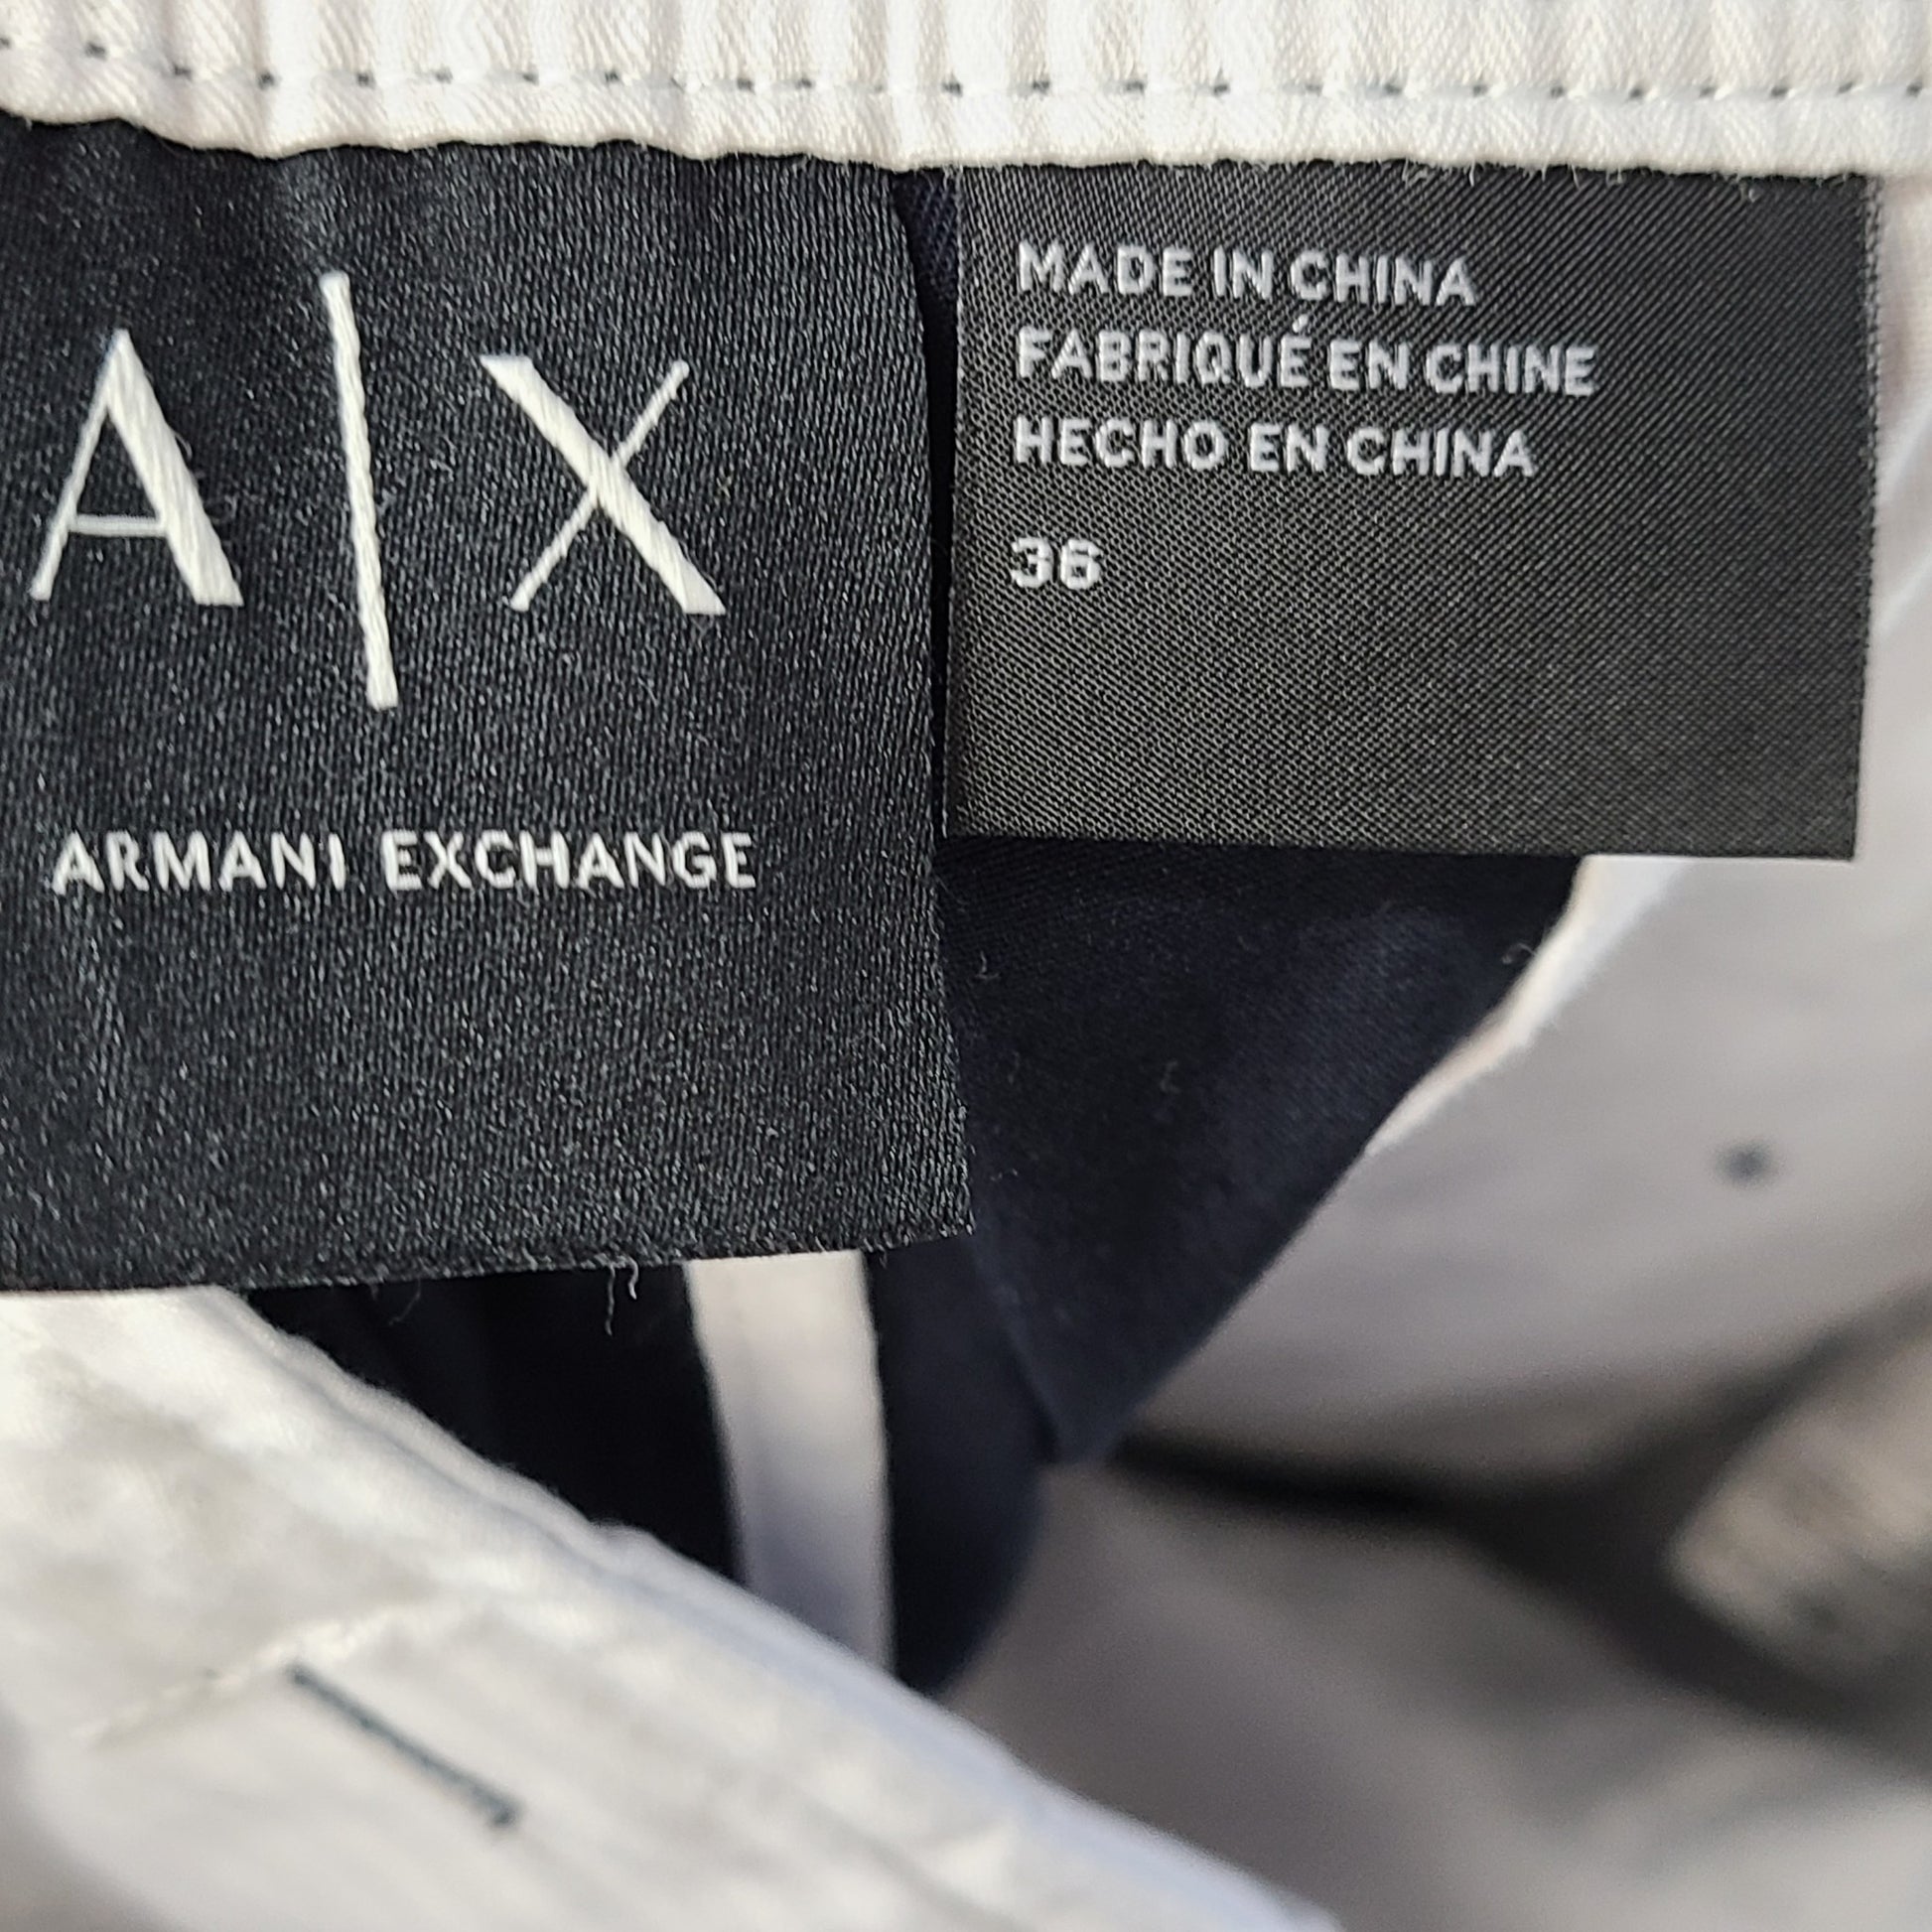 A|X
ARMANI EXCHANGE
MADE IN CHINA
FABRIQUÉ EN CHINE
HECHO EN CHINA
36